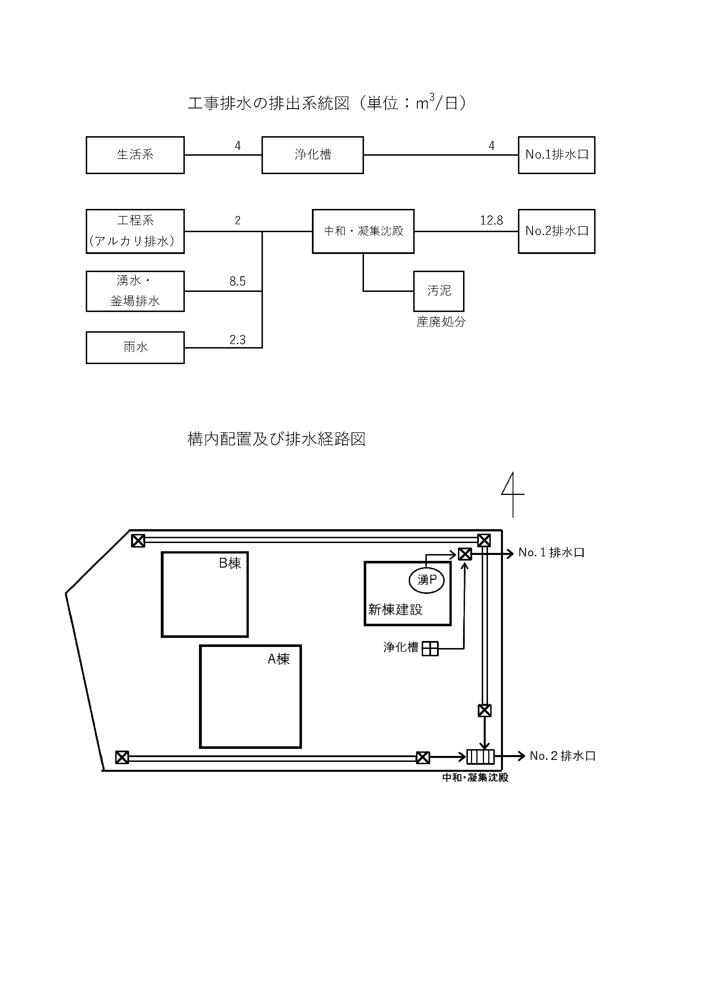 工事排水の排出系統図（単位：m³/日）
生活系
4
浄化槽
4
No.1排水口
工程系
(アルカリ排水)
2
中和・凝集沈殿
12.8
No.2排水口
湧水・
釜場排水
8.5
汚泥
産廃処分
雨水
2.3
構内配置及び排水経路図
B棟
No. 1 排水口
湧P
新棟建設
浄化槽
A棟
No. 2 排水口
中和・凝集沈殿